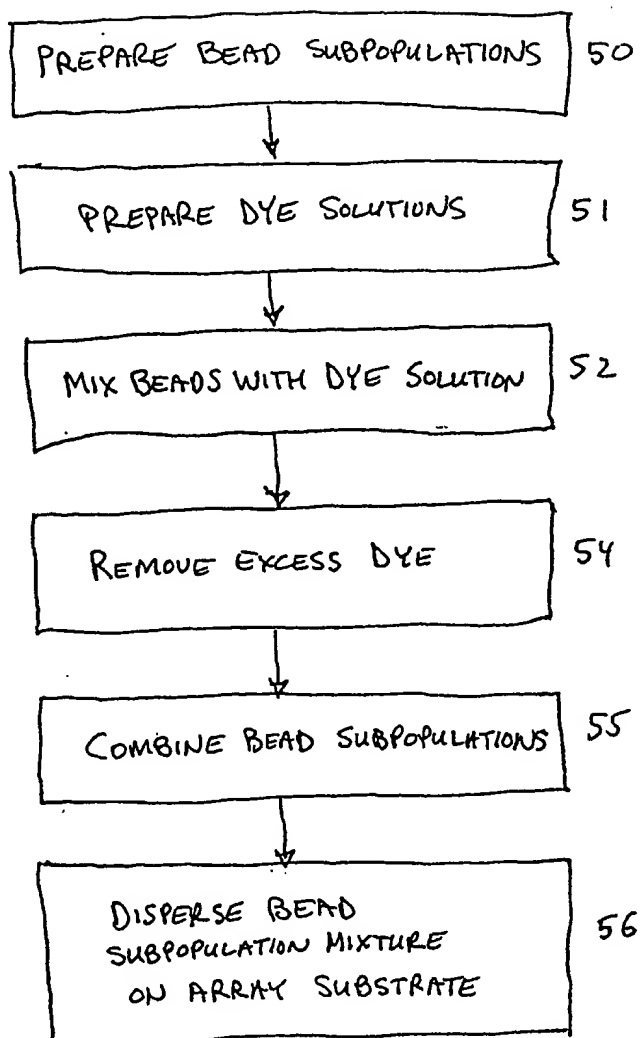 PREPARE BEAD SUBPOPULATIONS 50
PREPARE DYE SOLUTIONS 51
MIX BEADS WITH DYE SOLUTION 52
REMOVE EXCESS DYE 54
COMBINE BEAD SUBPOPULATIONS 55
DISPERSE BEAD
SUBPOPULATION MIXTURE 56
ON ARRAY SUBSTRATE